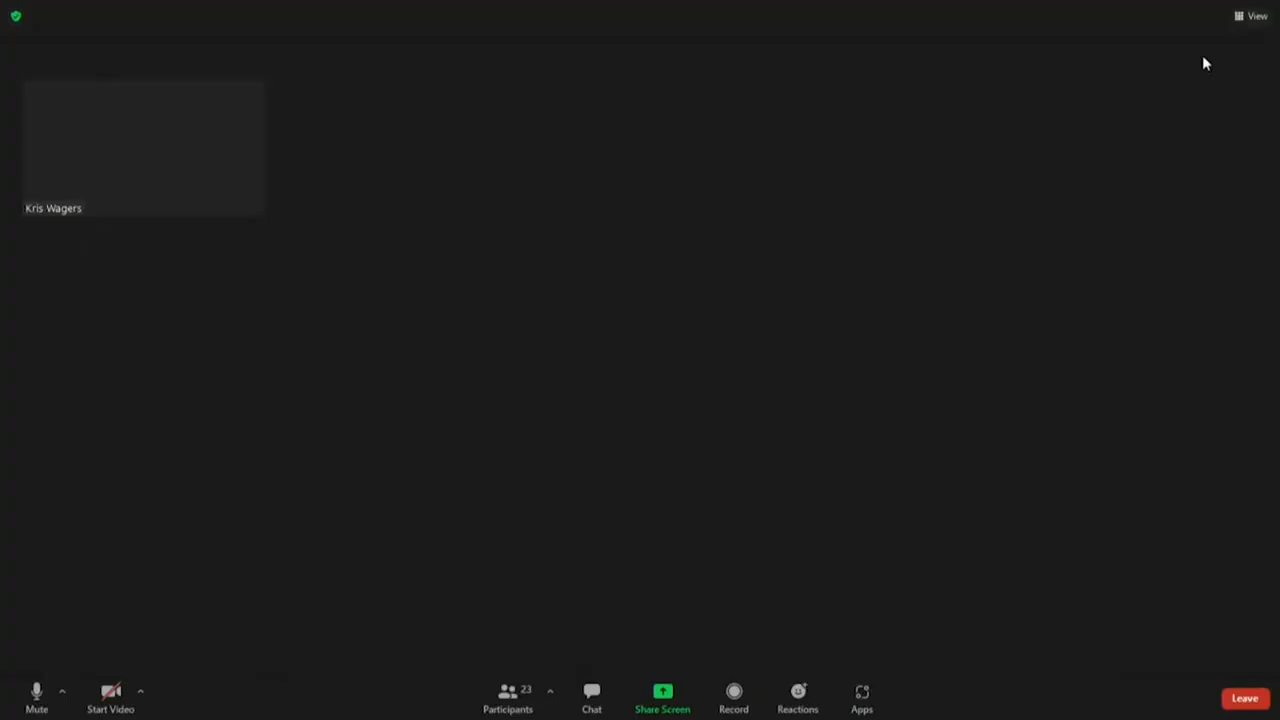 View
Kris Wagers
23
Mute
Start Video
Participants
Chat
Share Screen
Record
Reactions
Apps
Leave